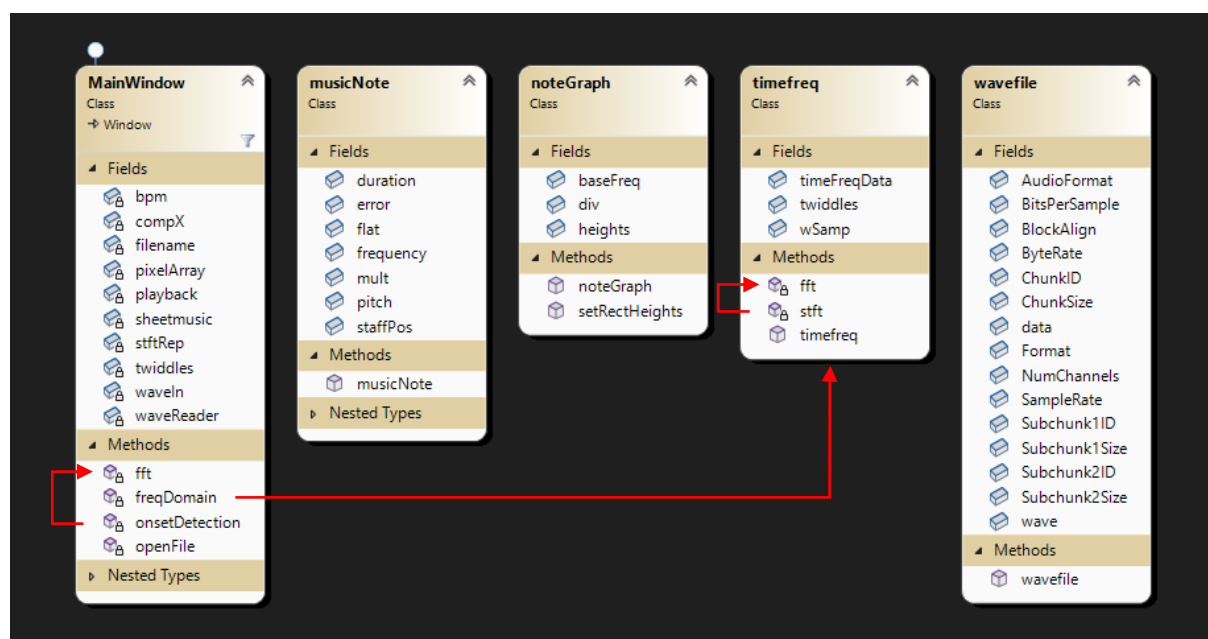 MainWindow
Class
Window
Fields
bpm
compX
filename
pixelArray
playback
sheetmusic
stftRep
twiddles
waveIn
waveReader
Methods
fft
freqDomain
onsetDetection
openFile
Nested Types
musicNote
Class
Fields
duration
error
flat
frequency
mult
pitch
staffPos
Methods
musicNote
Nested Types
noteGraph
Class
Fields
baseFreq
div
heights
Methods
noteGraph
setRectHeights
timefreq
Class
Fields
timeFreqData
twiddles
wSamp
Methods
fft
stft
timefreq
wavefile
Class
Fields
AudioFormat
BitsPerSample
BlockAlign
ByteRate
ChunkID
ChunkSize
data
Format
NumChannels
SampleRate
Subchunk1ID
Subchunk1Size
Subchunk2ID
Subchunk2Size
wave
Methods
wavefile